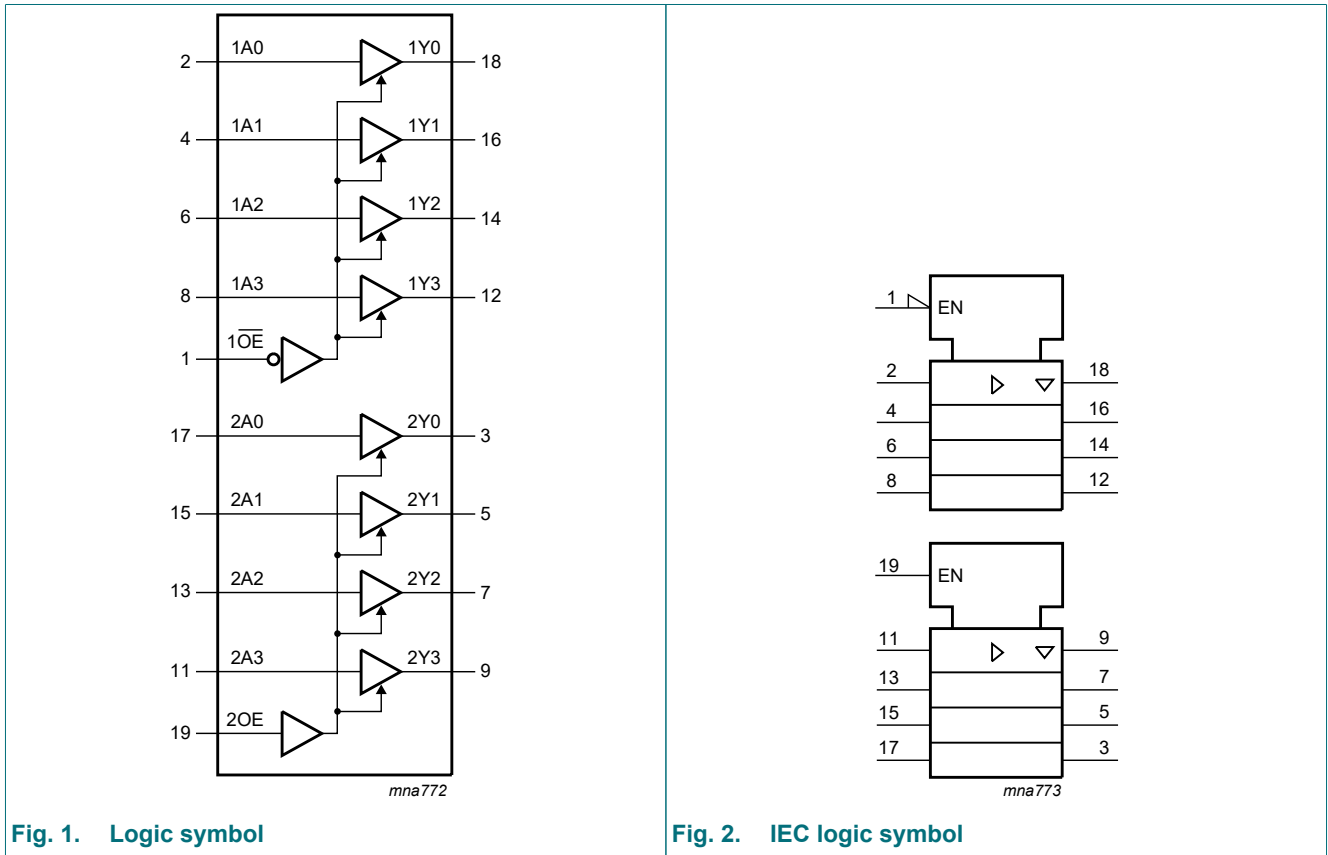 2 1A0 1Y0 18
4 1A1 1Y1 16
6 1A2 1Y2 14
8 1A3 1Y3 12
1 1O̅E̅
17 2A0 2Y0 3
15 2A1 2Y1 5
13 2A2 2Y2 7
11 2A3 2Y3 9
19 2OE
mna772
Fig. 1. Logic symbol
1 EN
2 18
4 16
6 14
8 12
19 EN
11 9
13 7
15 5
17 3
mna773
Fig. 2. IEC logic symbol